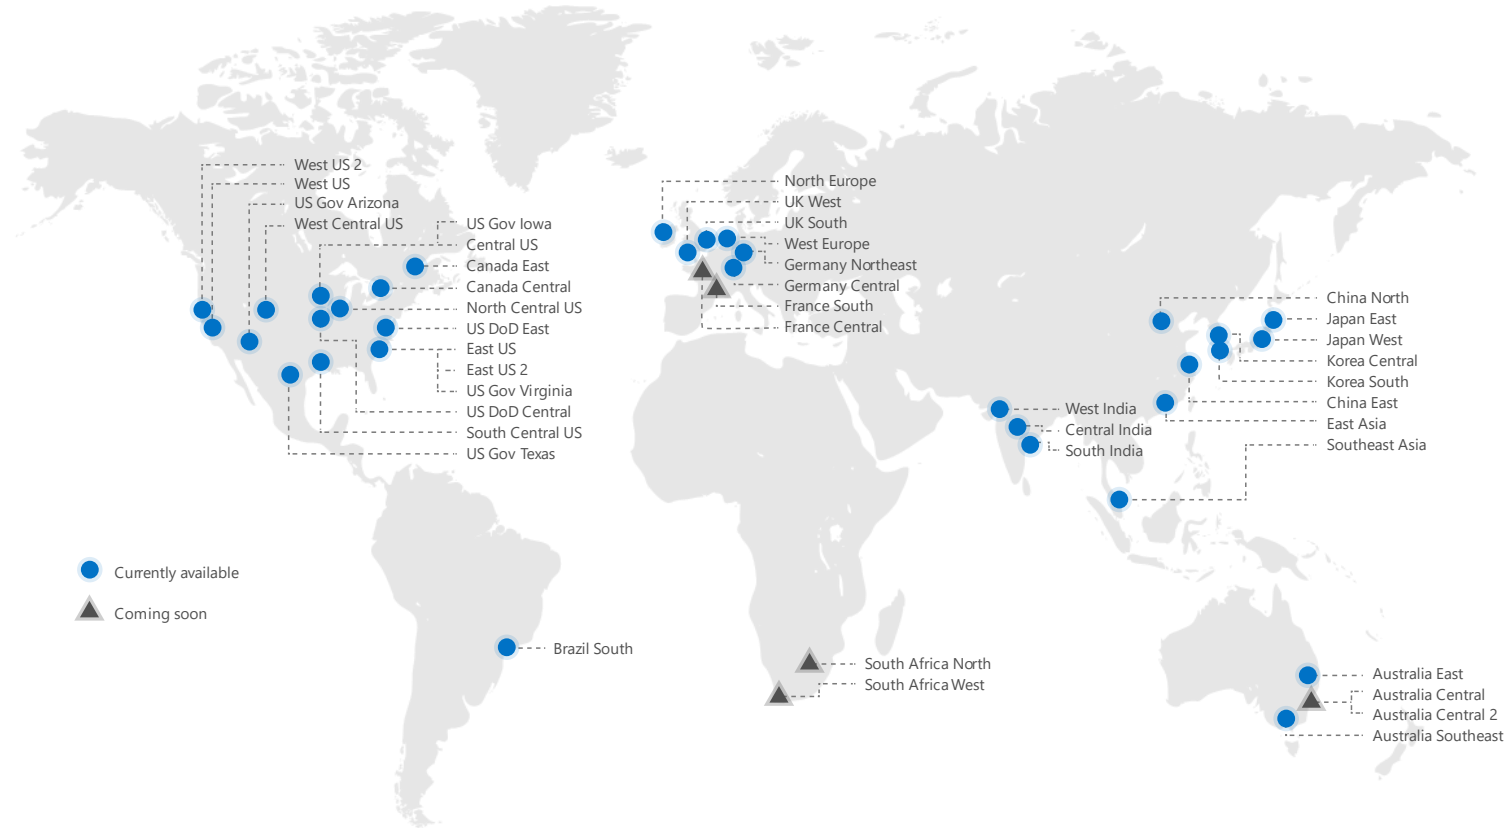 West US 2
West US
US Gov Arizona
West Central US
US Gov Iowa
Central US
Canada East
Canada Central
North Central US
US DoD East
East US
East US 2
US Gov Virginia
US DoD Central
South Central US
US Gov Texas
North Europe
UK West
UK South
West Europe
Germany Northeast
Germany Central
France South
France Central
China North
Japan East
Japan West
Korea Central
Korea South
China East
East Asia
Southeast Asia
West India
Central India
South India
Currently available
Coming soon
Brazil South
South Africa North
South Africa West
Australia East
Australia Central
Australia Central 2
Australia Southeast